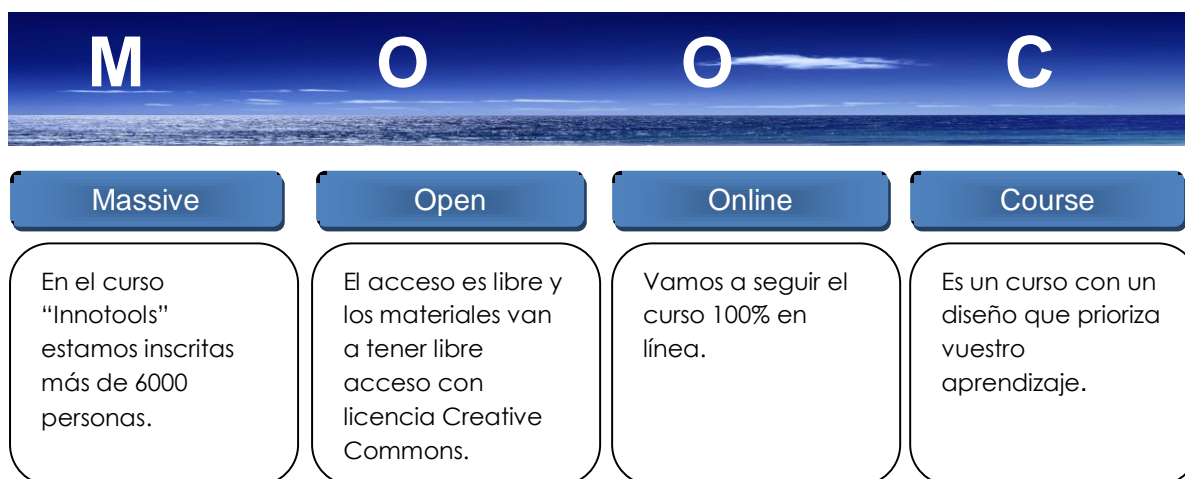 M O O C
Massive
Open
Online
Course
En el curso
“Innotools”
estamos inscritas
más de 6000
personas.
El acceso es libre y
los materiales van
a tener libre
acceso con
licencia Creative
Commons.
Vamos a seguir el
curso 100% en
línea.
Es un curso con un
diseño que prioriza
vuestro
aprendizaje.